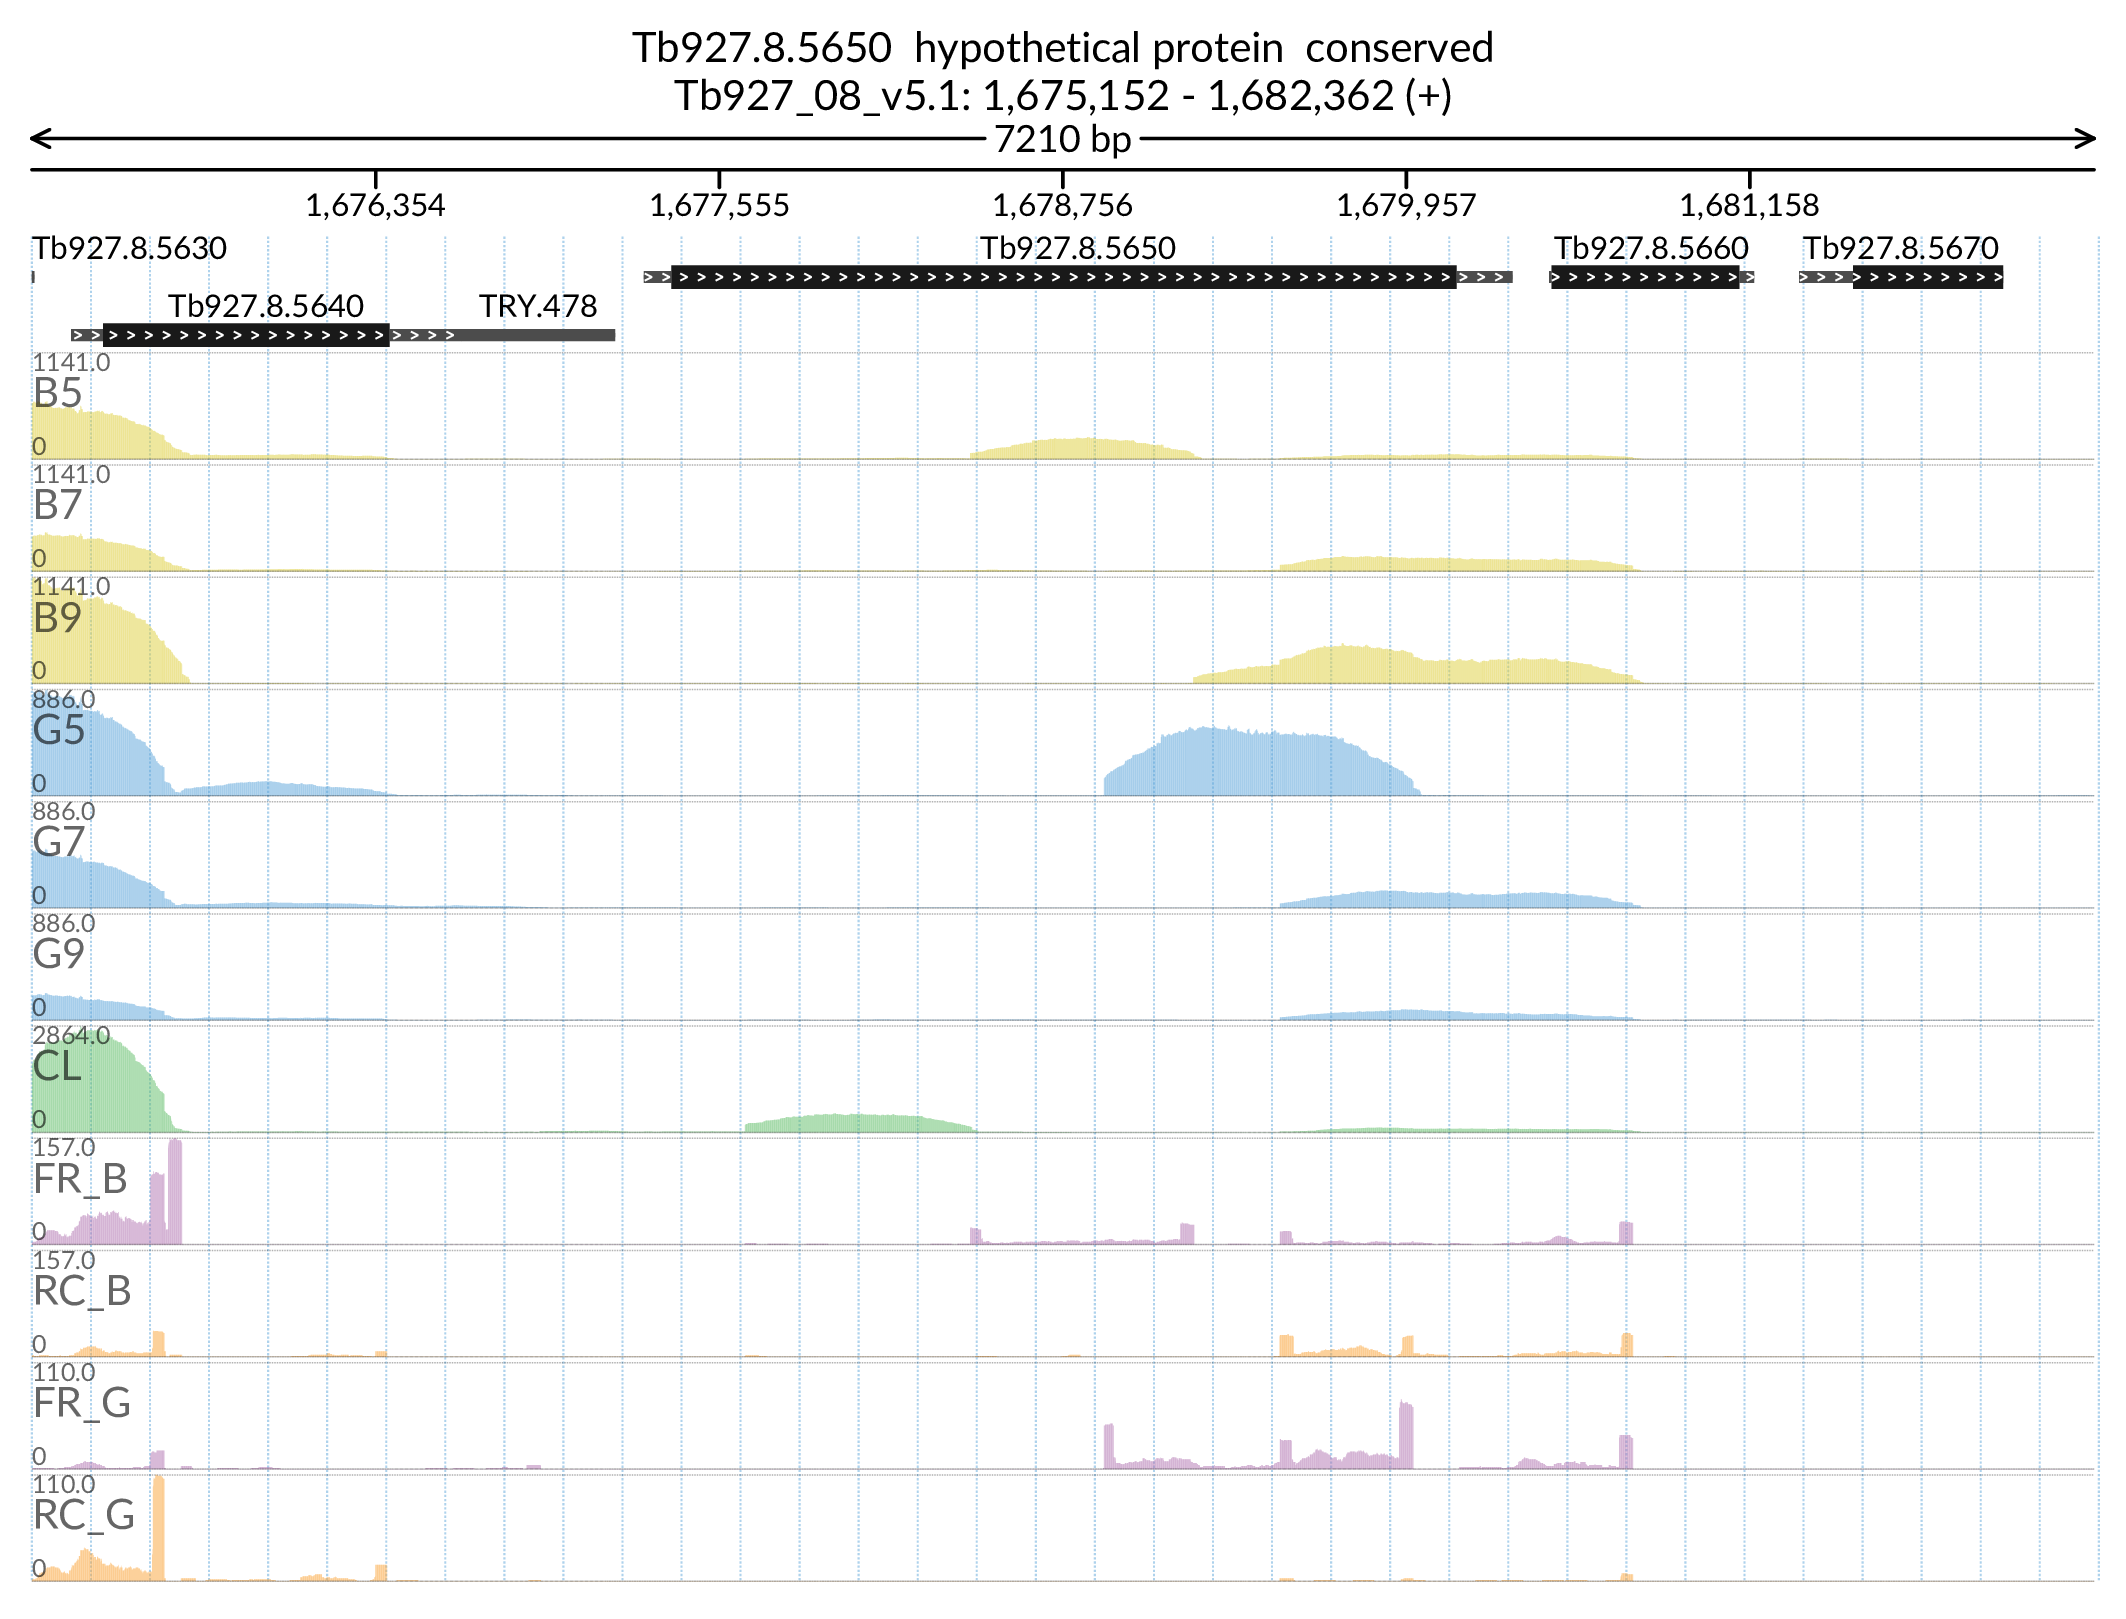 Tb927.8.5650 hypothetical protein conserved
Tb927_08_v5.1: 1,675,152 - 1,682,362 (+)
7210 bp
1,676,354 1,677,555 1,678,756 1,679,957 1,681,158
Tb927.8.5630 Tb927.8.5650 Tb927.8.5660 Tb927.8.5670
Tb927.8.5640 TRY.478
1141.0
B5
0
1141.0
B7
0
1141.0
B9
0
886.0
G5
0
886.0
G7
0
886.0
G9
0
2864.0
CL
0
157.0
FR_B
0
157.0
RC_B
0
110.0
FR_G
0
110.0
RC_G
0